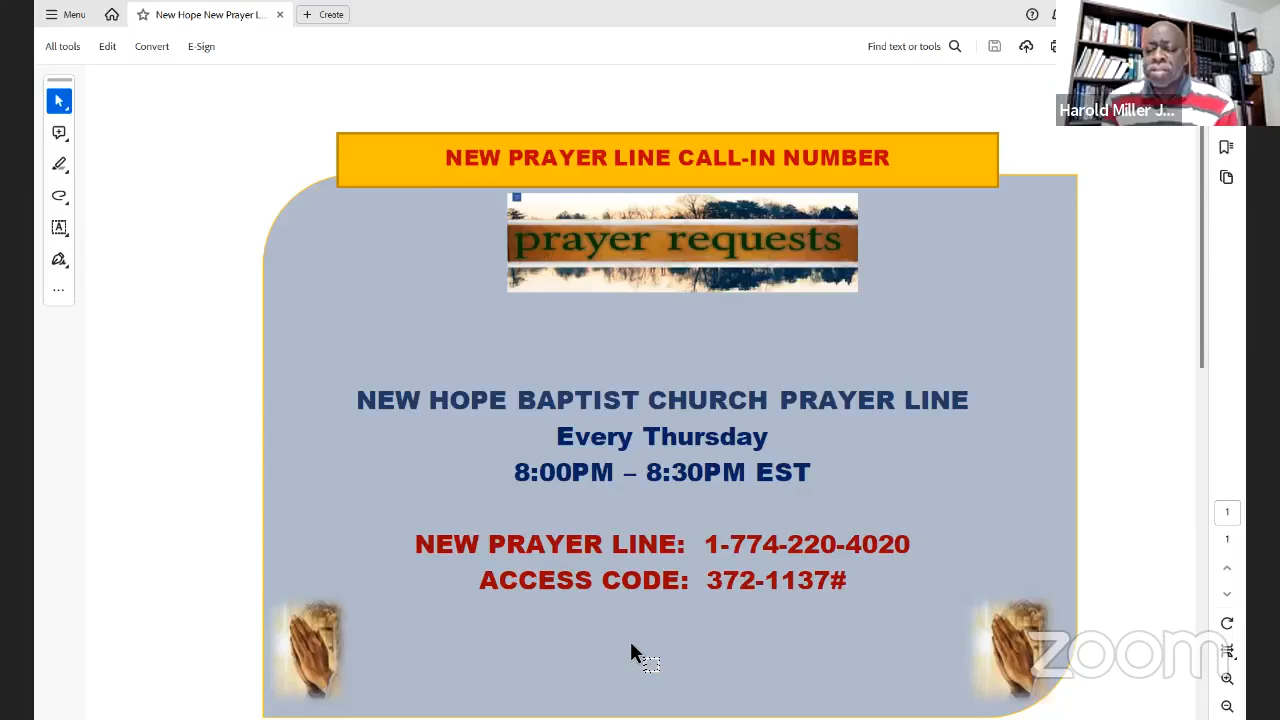 Menu
New Hope New Prayer L...
Create
All tools
Edit
Convert
E-Sign
Find text or tools
Harold Miller J...
NEW PRAYER LINE CALL-IN NUMBER
prayer requests
NEW HOPE BAPTIST CHURCH PRAYER LINE
Every Thursday
8:00PM – 8:30PM EST
NEW PRAYER LINE: 1-774-220-4020
ACCESS CODE: 372-1137#
1
1
zoom